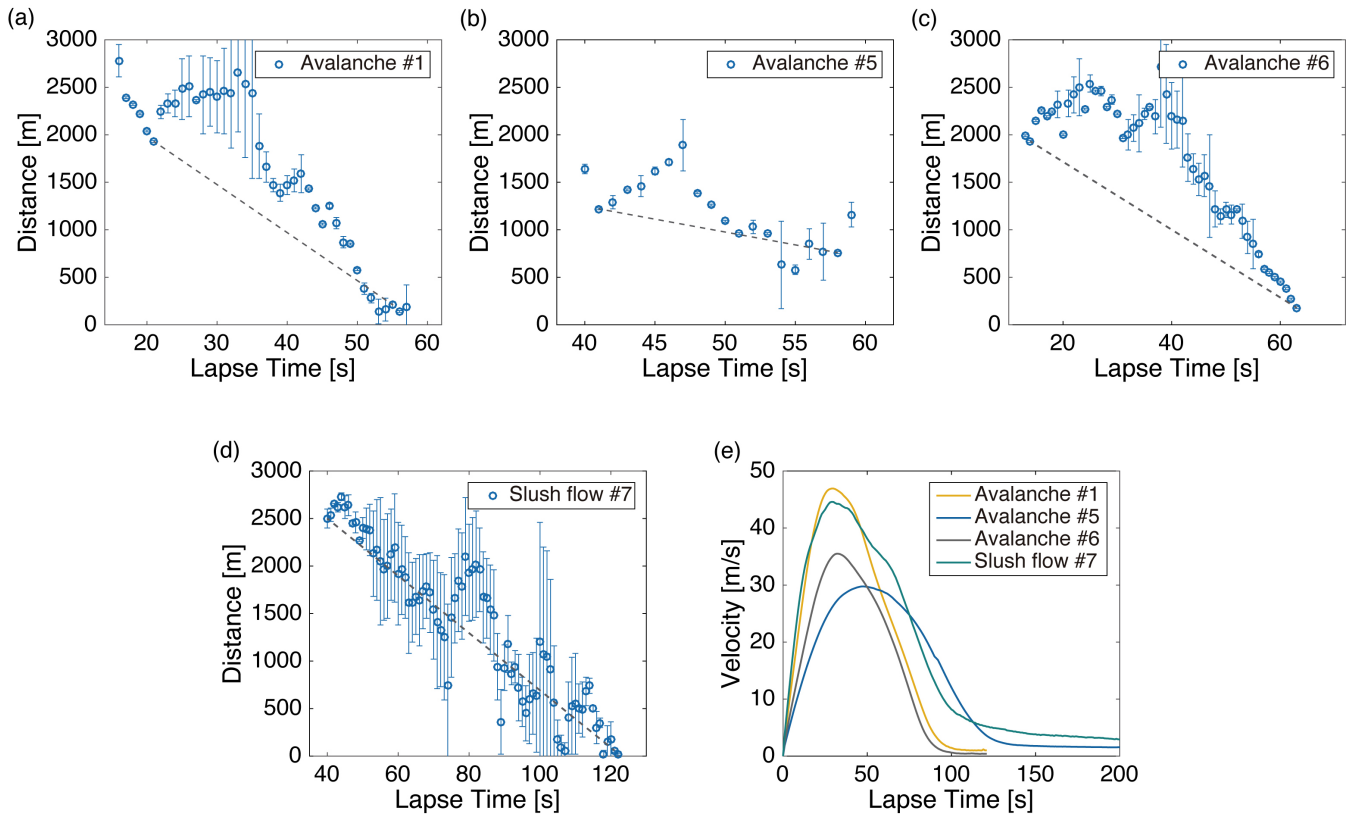 (a)
3000
2500
2000
1500
1000
500
0
Distance [m]
Avalanche #1
20 40 60
Lapse Time [s]
(b)
3000
2500
2000
1500
1000
500
0
Distance [m]
Avalanche #5
40 45 50 55 60
Lapse Time [s]
(c)
3000
2500
2000
1500
1000
500
0
Distance [m]
Avalanche #6
20 40 60
Lapse Time [s]
(d)
3000
2500
2000
1500
1000
500
0
Distance [m]
Slush flow #7
40 60 80 100 120
Lapse Time [s]
(e)
50
40
30
20
10
0
Velocity [m/s]
Avalanche #1
Avalanche #5
Avalanche #6
Slush flow #7
0 50 100 150 200
Lapse Time [s]